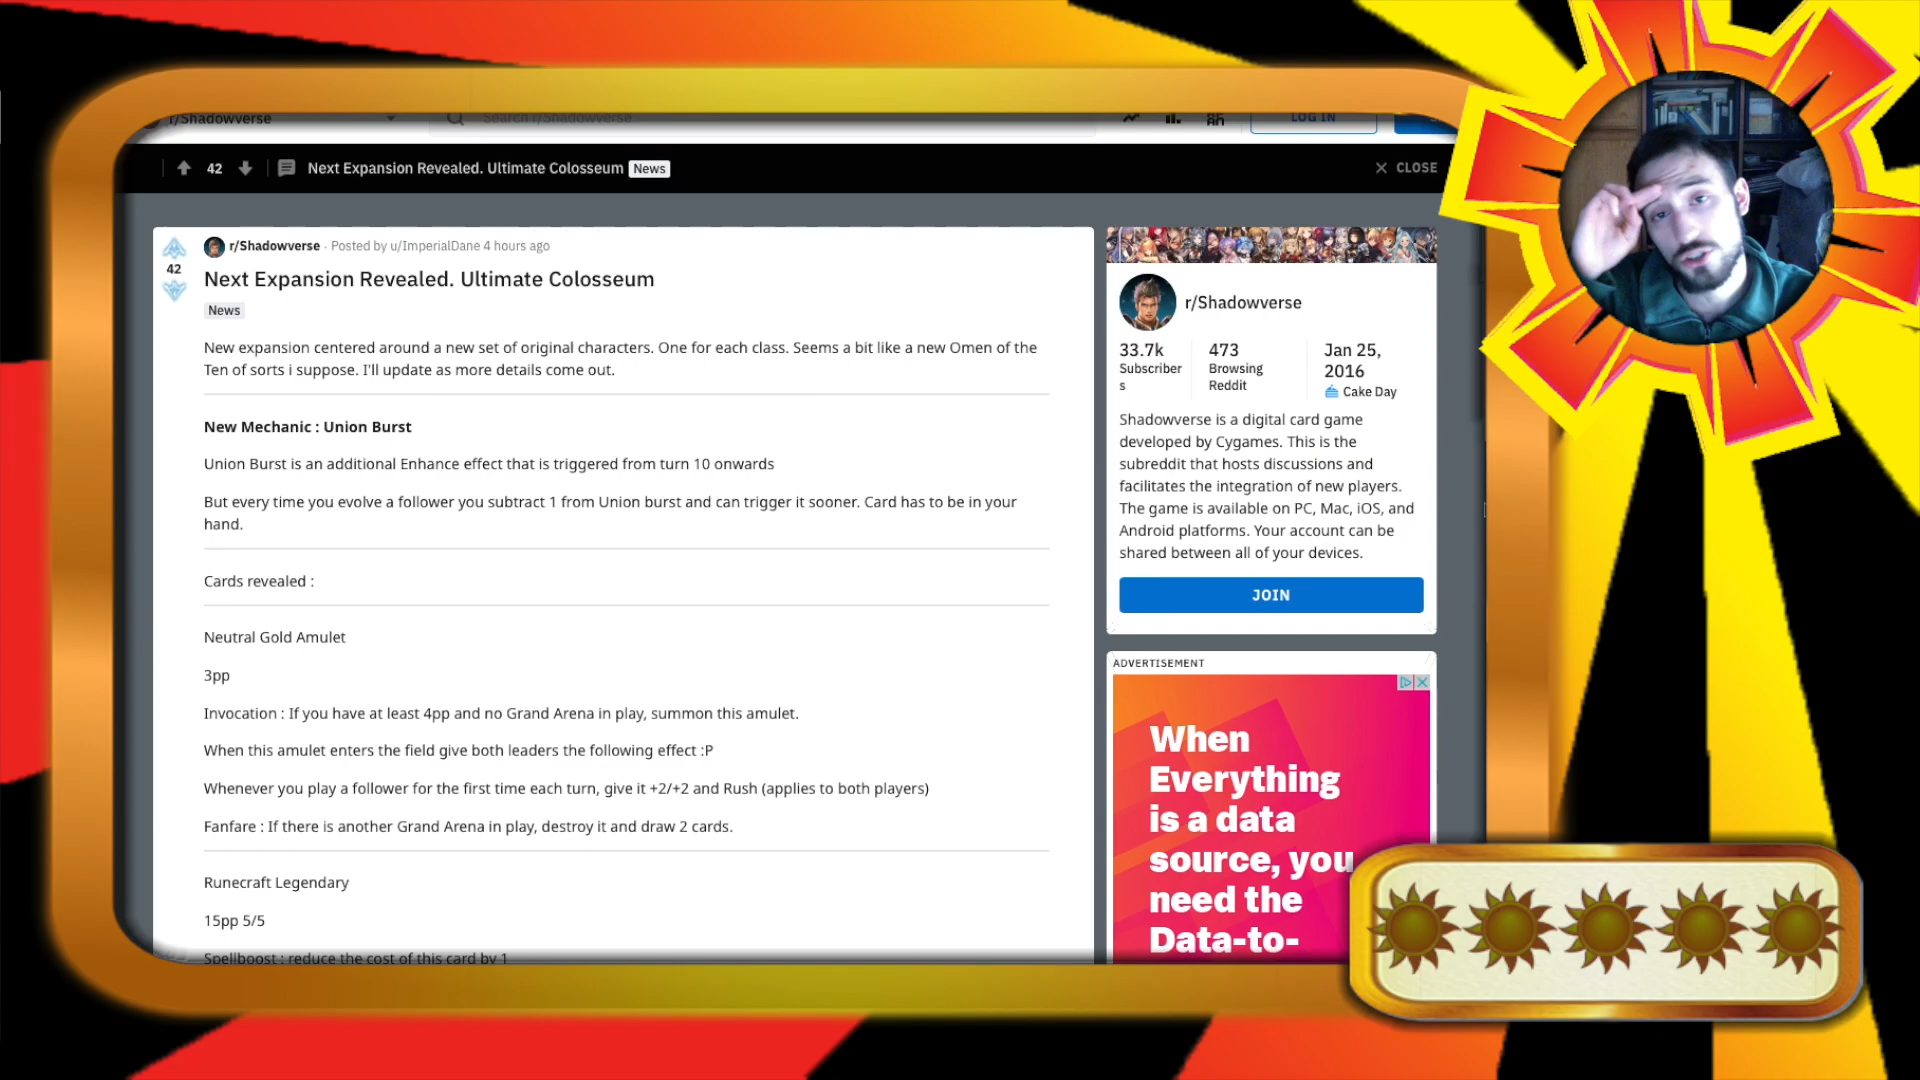 r/Shadowverse
Search r/Shadowverse
LOG IN
42
Next Expansion Revealed. Ultimate Colosseum
News
CLOSE
r/Shadowverse · Posted by u/ImperialDane 4 hours ago
42
Next Expansion Revealed. Ultimate Colosseum
News
New expansion centered around a new set of original characters. One for each class. Seems a bit like a new Omen of the
Ten of sorts i suppose. I'll update as more details come out.
New Mechanic : Union Burst
Union Burst is an additional Enhance effect that is triggered from turn 10 onwards
But every time you evolve a follower you subtract 1 from Union burst and can trigger it sooner. Card has to be in your
hand.
Cards revealed :
Neutral Gold Amulet
3pp
Invocation : If you have at least 4pp and no Grand Arena in play, summon this amulet.
When this amulet enters the field give both leaders the following effect :P
Whenever you play a follower for the first time each turn, give it +2/+2 and Rush (applies to both players)
Fanfare : If there is another Grand Arena in play, destroy it and draw 2 cards.
Runecraft Legendary
15pp 5/5
Spellboost : reduce the cost of this card by 1
r/Shadowverse
33.7k
Subscriber
s
473
Browsing
Reddit
Jan 25,
2016
Cake Day
Shadowverse is a digital card game
developed by Cygames. This is the
subreddit that hosts discussions and
facilitates the integration of new players.
The game is available on PC, Mac, iOS, and
Android platforms. Your account can be
shared between all of your devices.
JOIN
ADVERTISEMENT
When
Everything
is a data
source, you
need the
Data-to-